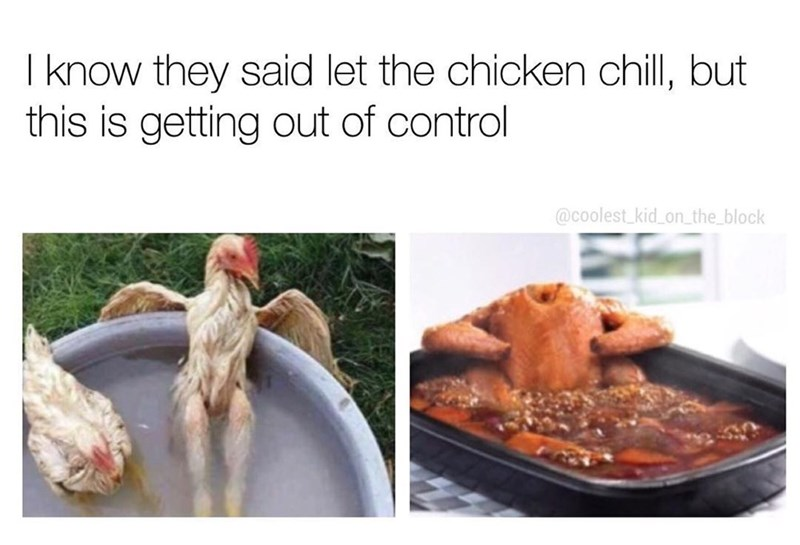 I know they said let the chicken chill, but
this is getting out of control
@coolest_kid_on_the_block